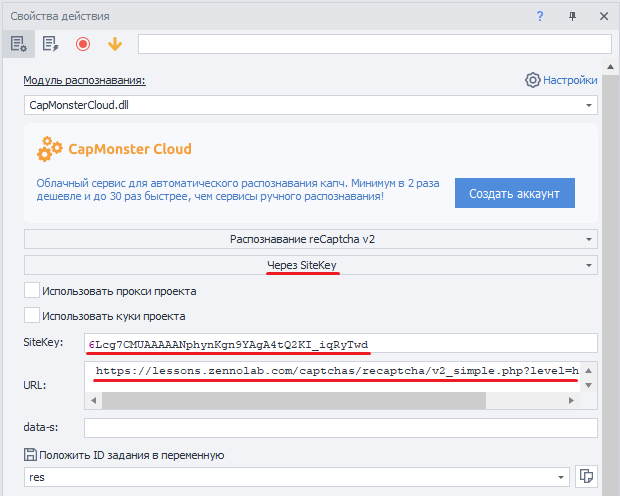 Свойства действия
?
Модуль распознавания:
Настройки
CapMonsterCloud.dll
CapMonster Cloud
Облачный сервис для автоматического распознавания капч. Минимум в 2 раза
дешевле и до 30 раз быстрее, чем сервисы ручного распознавания!
Создать аккаунт
Распознавание reCaptcha v2
Через SiteKey
Использовать прокси проекта
Использовать куки проекта
SiteKey:
6Lcg7CMUAAAAANphynKgn9YAgA4tQ2KI_iqRyTwd
URL:
https://lessons.zennolab.com/captchas/recaptcha/v2_simple.php?level=h
data-s:
Положить ID задания в переменную
res